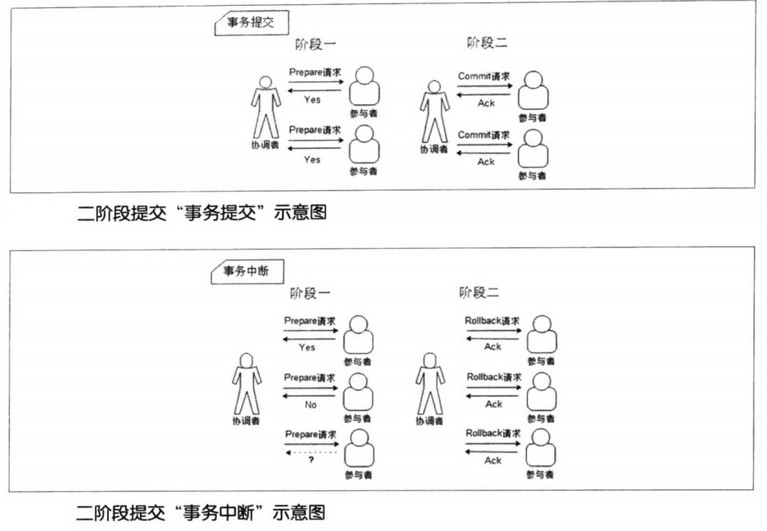 事务提交
阶段一
阶段二
Prepare请求
Yes
参与者
Prepare请求
Yes
参与者
协调者
Commit请求
Ack
参与者
Commit请求
Ack
参与者
协调者
二阶段提交“事务提交”示意图
事务中断
阶段一
阶段二
Prepare请求
Yes
参与者
Prepare请求
No
参与者
协调者
Prepare请求
?
参与者
Rollback请求
Ack
参与者
Rollback请求
Ack
参与者
协调者
Rollback请求
Ack
参与者
二阶段提交“事务中断”示意图